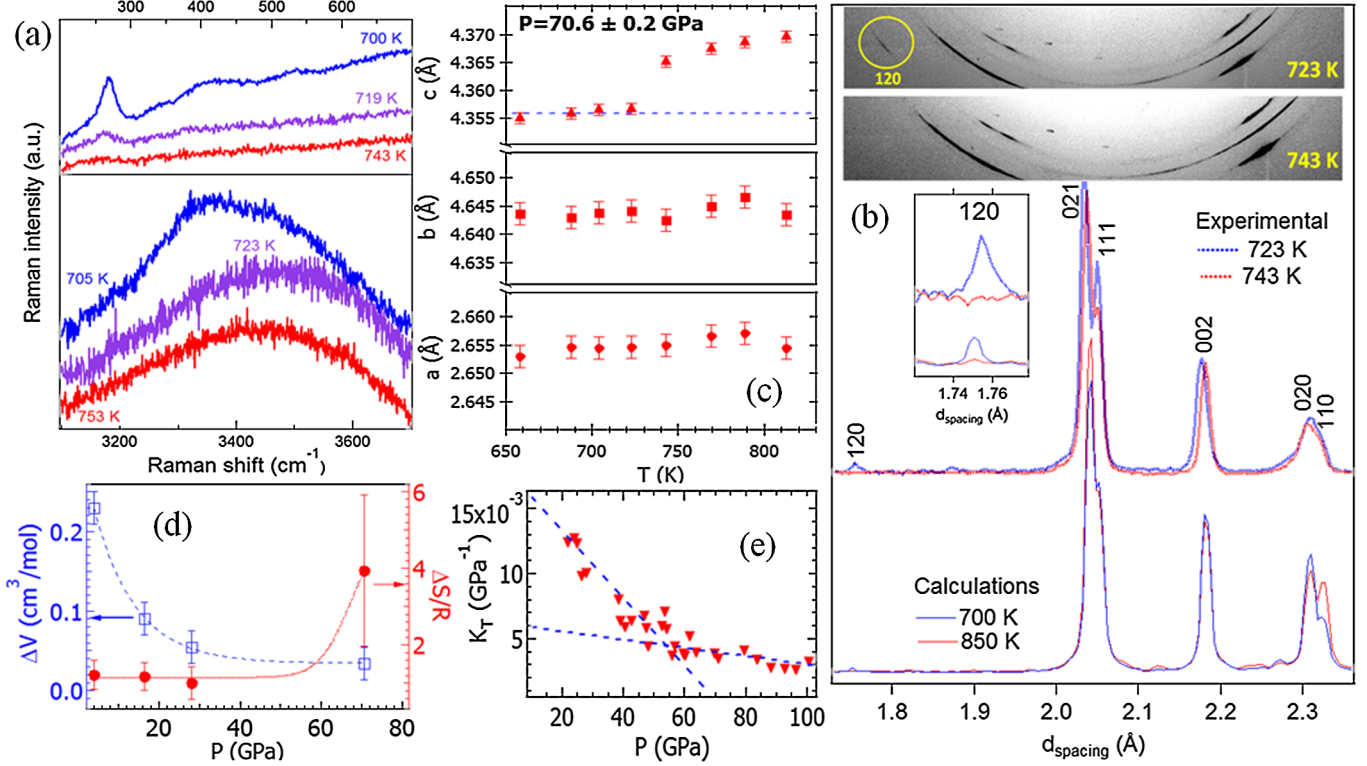 (a)
300 400 500 600
700 K
719 K
743 K
Raman intensity (a.u.)
705 K
723 K
753 K
3200 3400 3600
Raman shift (cm⁻¹)
P=70.6 ± 0.2 GPa
4.370
4.365
4.360
4.355
c (Å)
4.650
4.645
4.640
4.635
b (Å)
2.660
2.655
2.650
2.645
a (Å)
(c)
650 700 750 800
T (K)
120
723 K
743 K
(b)
120
1.74 1.76
d_spacing (Å)
021
111
Experimental
723 K
743 K
002
020
110
120
Calculations
700 K
850 K
1.8 1.9 2.0 2.1 2.2 2.3
d_spacing (Å)
(d)
0.2
0.1
0.0
ΔV (cm³/mol)
6
4
2
ΔS/R
0 20 40 60 80
P (GPa)
(e)
15x10⁻³
10
5
K_T (GPa⁻¹)
20 40 60 80 100
P (GPa)